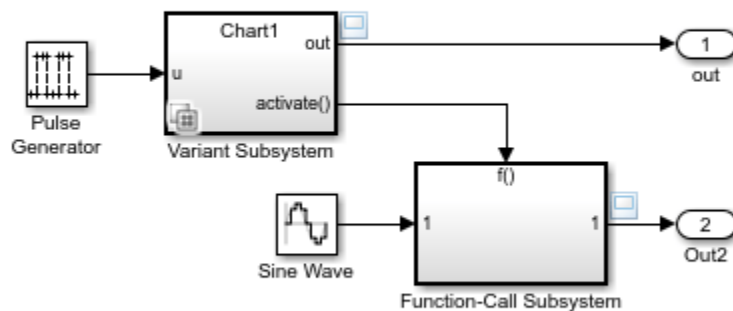 Chart1
out
u
activate()
1
out
Pulse
Generator
Variant Subsystem
f()
1
1
2
Sine Wave
Out2
Function-Call Subsystem